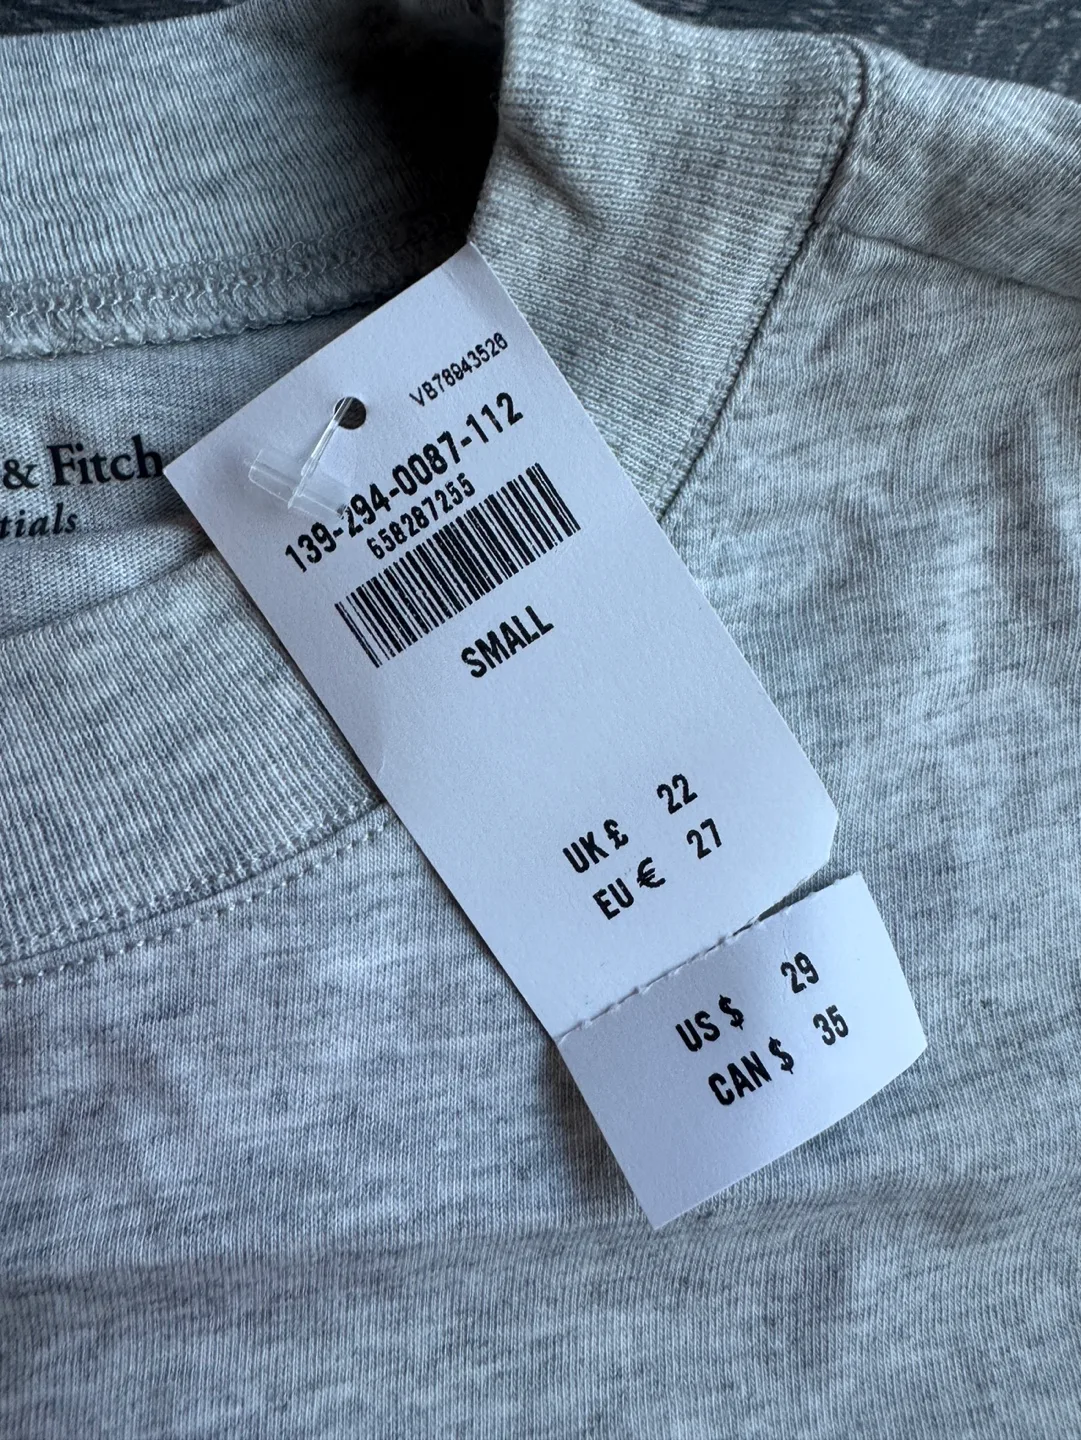 & Fitch
tials
VB78943526
139-294-0087-112
658287255
SMALL
UK £ 22
EU € 27
US $ 29
CAN $ 35